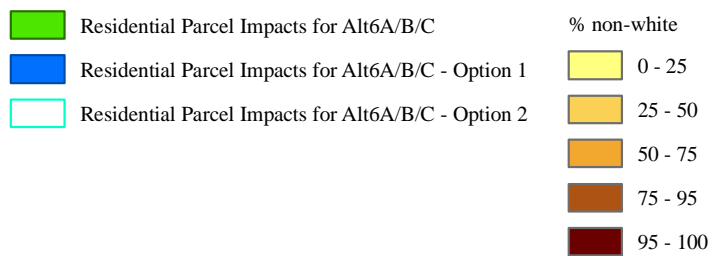 Residential Parcel Impacts for Alt6A/B/C
Residential Parcel Impacts for Alt6A/B/C - Option 1
Residential Parcel Impacts for Alt6A/B/C - Option 2
% non-white
0 - 25
25 - 50
50 - 75
75 - 95
95 - 100